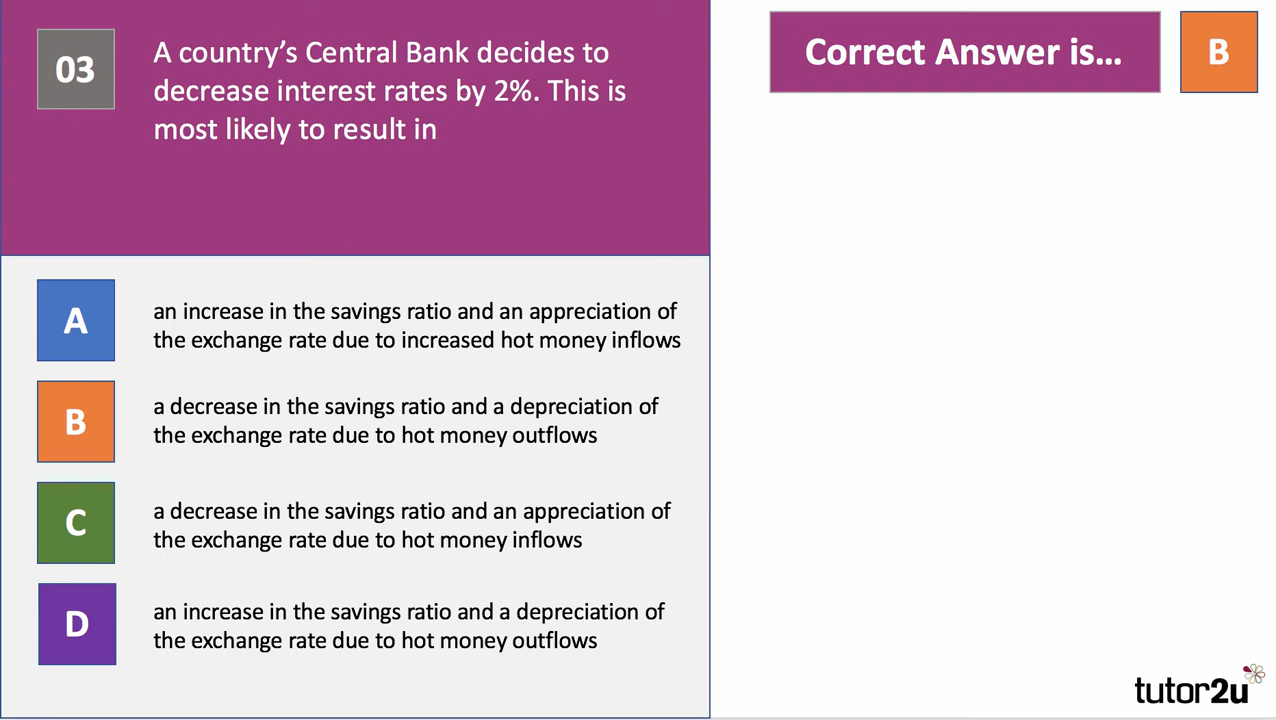 03
A country’s Central Bank decides to
decrease interest rates by 2%. This is
most likely to result in
A
an increase in the savings ratio and an appreciation of
the exchange rate due to increased hot money inflows
B
a decrease in the savings ratio and a depreciation of
the exchange rate due to hot money outflows
C
a decrease in the savings ratio and an appreciation of
the exchange rate due to hot money inflows
D
an increase in the savings ratio and a depreciation of
the exchange rate due to hot money outflows
Correct Answer is...
B
tutor2u